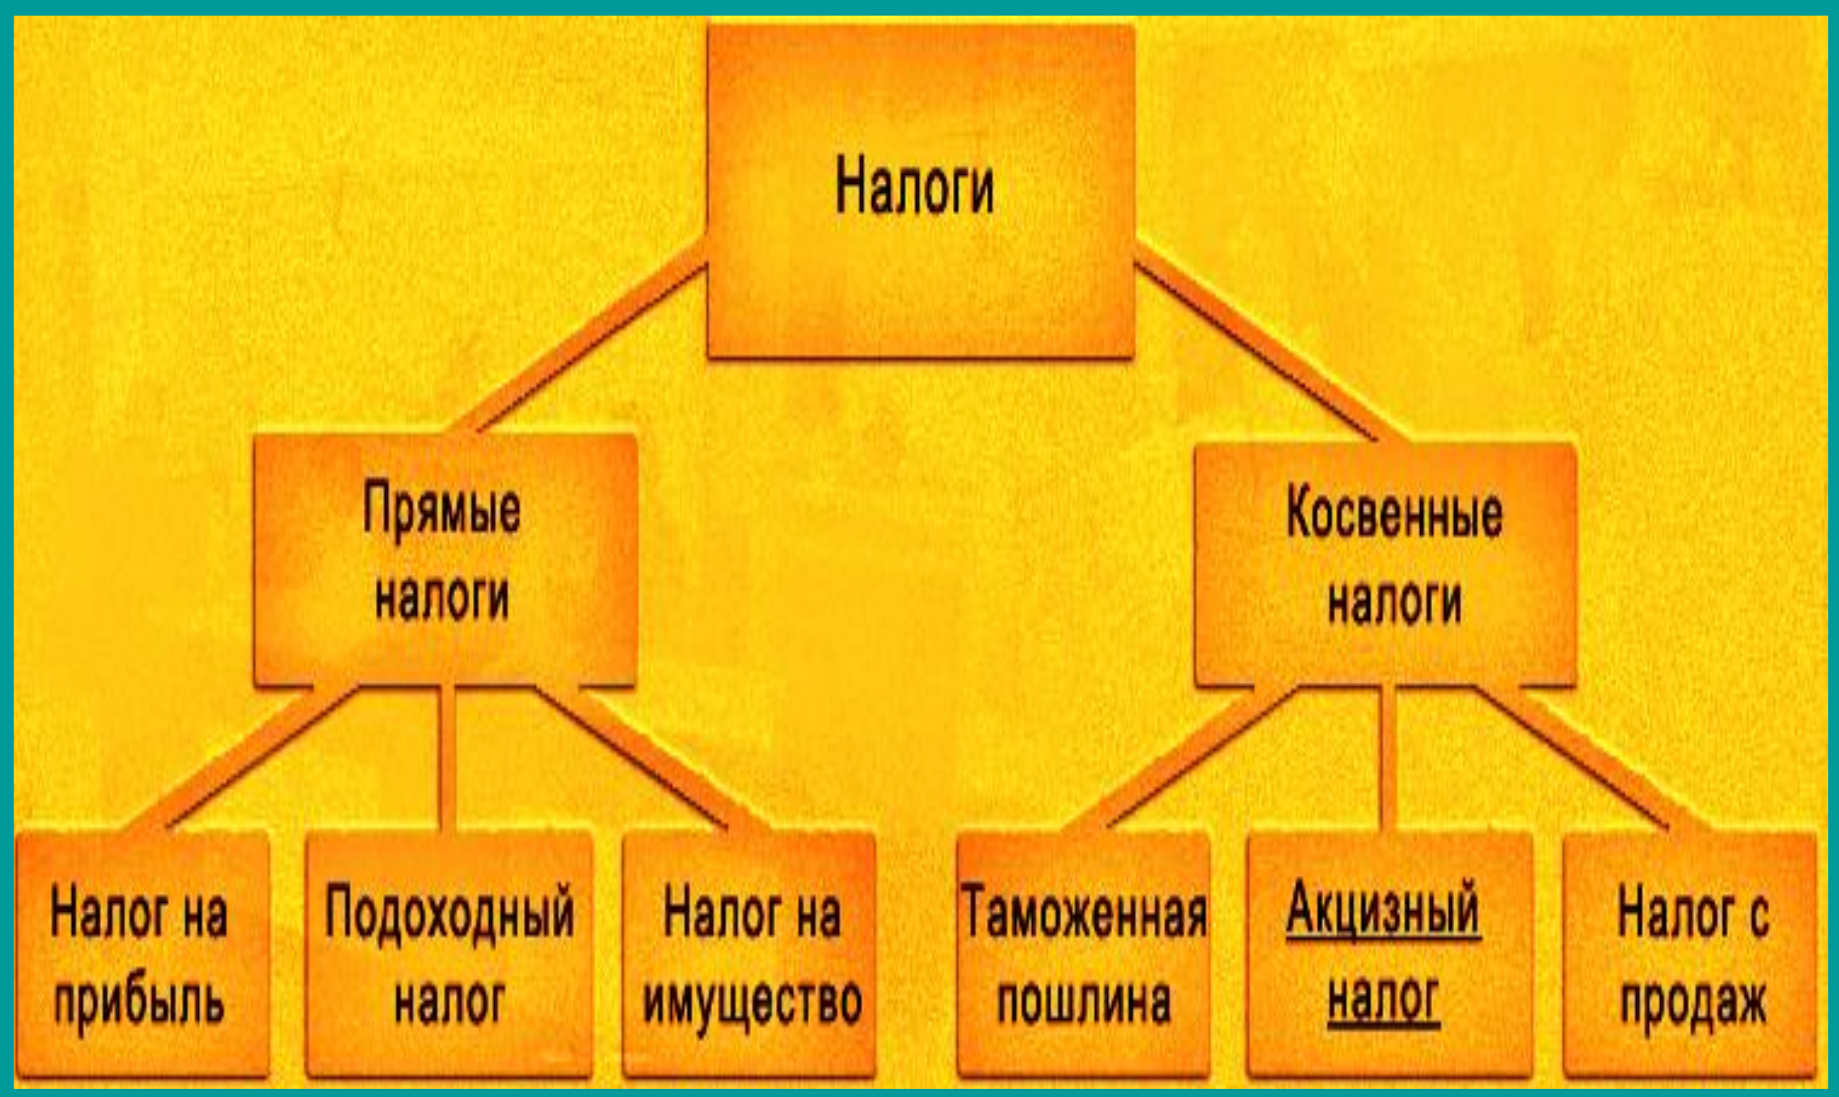 Налоги
Прямые
налоги
Косвенные
налоги
Налог на
прибыль
Подоходный
налог
Налог на
имущество
Таможенная
пошлина
Акцизный
налог
Налог с
продаж